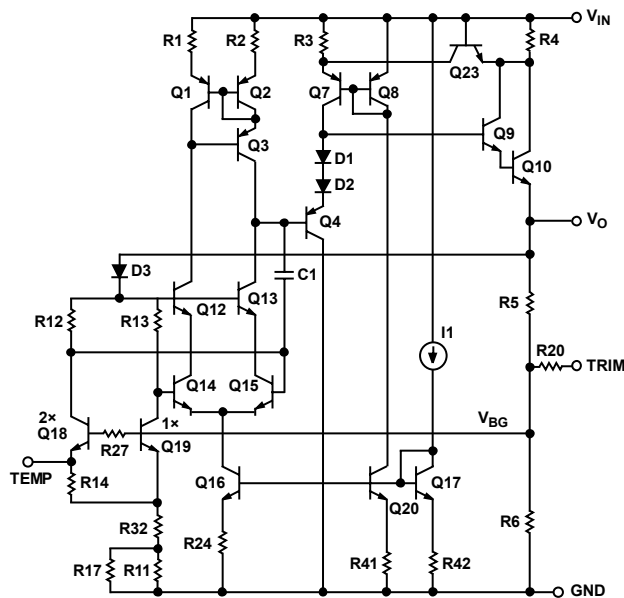 V_IN
R1
R2
R3
R4
Q23
Q1
Q2
Q7
Q8
Q3
Q9
D1
Q10
D2
Q4
V_O
D3
C1
Q12
Q13
R5
R12
R13
I1
R20
TRIM
Q14
Q15
2×
1×
V_BG
Q18
R27
Q19
TEMP
R14
Q16
Q17
Q20
R32
R24
R6
R17
R11
R41
R42
GND